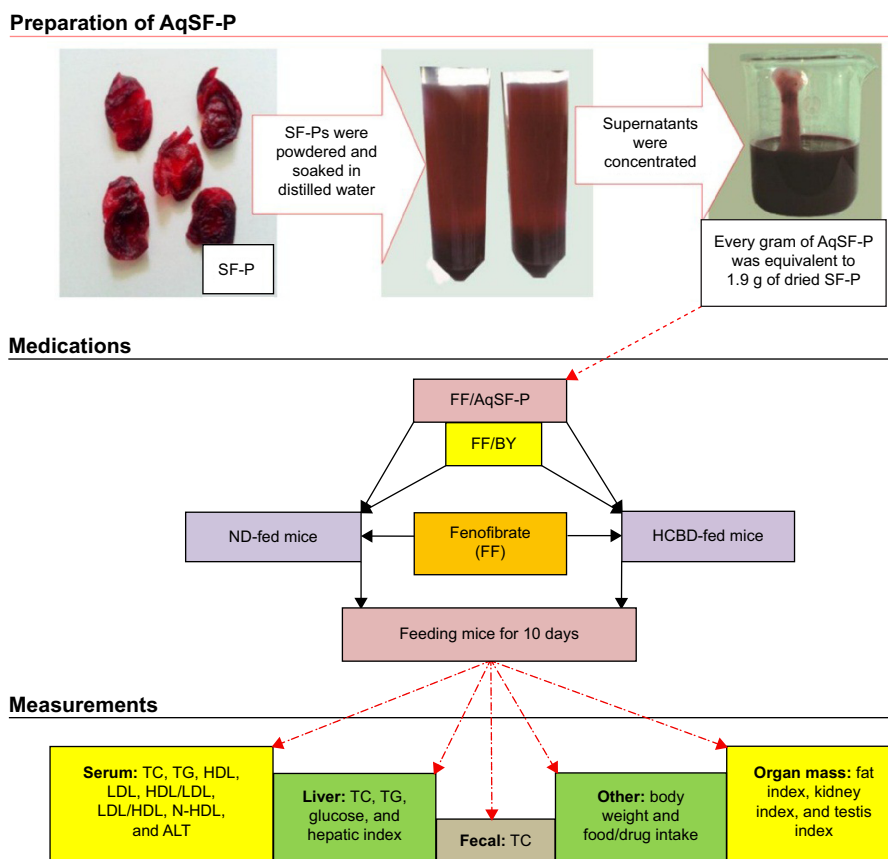 Preparation of AqSF-P
SF-P
SF-Ps were
powdered and
soaked in
distilled water
Supernatants
were
concentrated
Every gram of AqSF-P
was equivalent to
1.9 g of dried SF-P
Medications
FF/AqSF-P
FF/BY
ND-fed mice
Fenofibrate
(FF)
HCBD-fed mice
Feeding mice for 10 days
Measurements
Serum: TC, TG, HDL,
LDL, HDL/LDL,
LDL/HDL, N-HDL,
and ALT
Liver: TC, TG,
glucose, and
hepatic index
Fecal: TC
Other: body
weight and
food/drug intake
Organ mass: fat
index, kidney
index, and testis
index